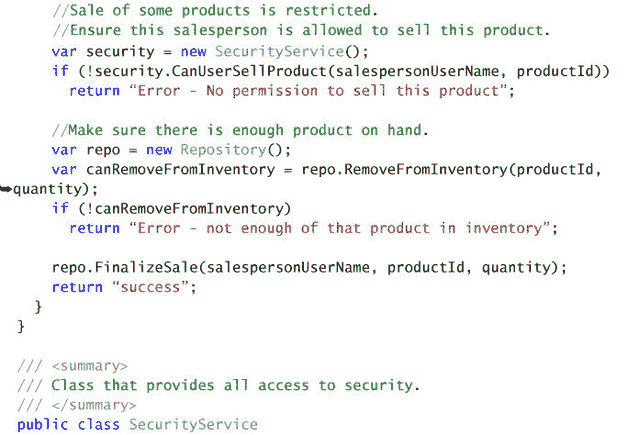 //Sale of some products is restricted.
//Ensure this salesperson is allowed to sell this product.
var security = new SecurityService();
if (!security.CanUserSellProduct(salespersonUserName, productId))
return “Error - No permission to sell this product”;
//Make sure there is enough product on hand.
var repo = new Repository();
var canRemoveFromInventory = repo.RemoveFromInventory(productId,
➥quantity);
if (!canRemoveFromInventory)
return “Error - not enough of that product in inventory”;
repo.FinalizeSale(salespersonUserName, productId, quantity);
return “success”;
}
}
/// <summary>
/// Class that provides all access to security.
/// </summary>
public class SecurityService